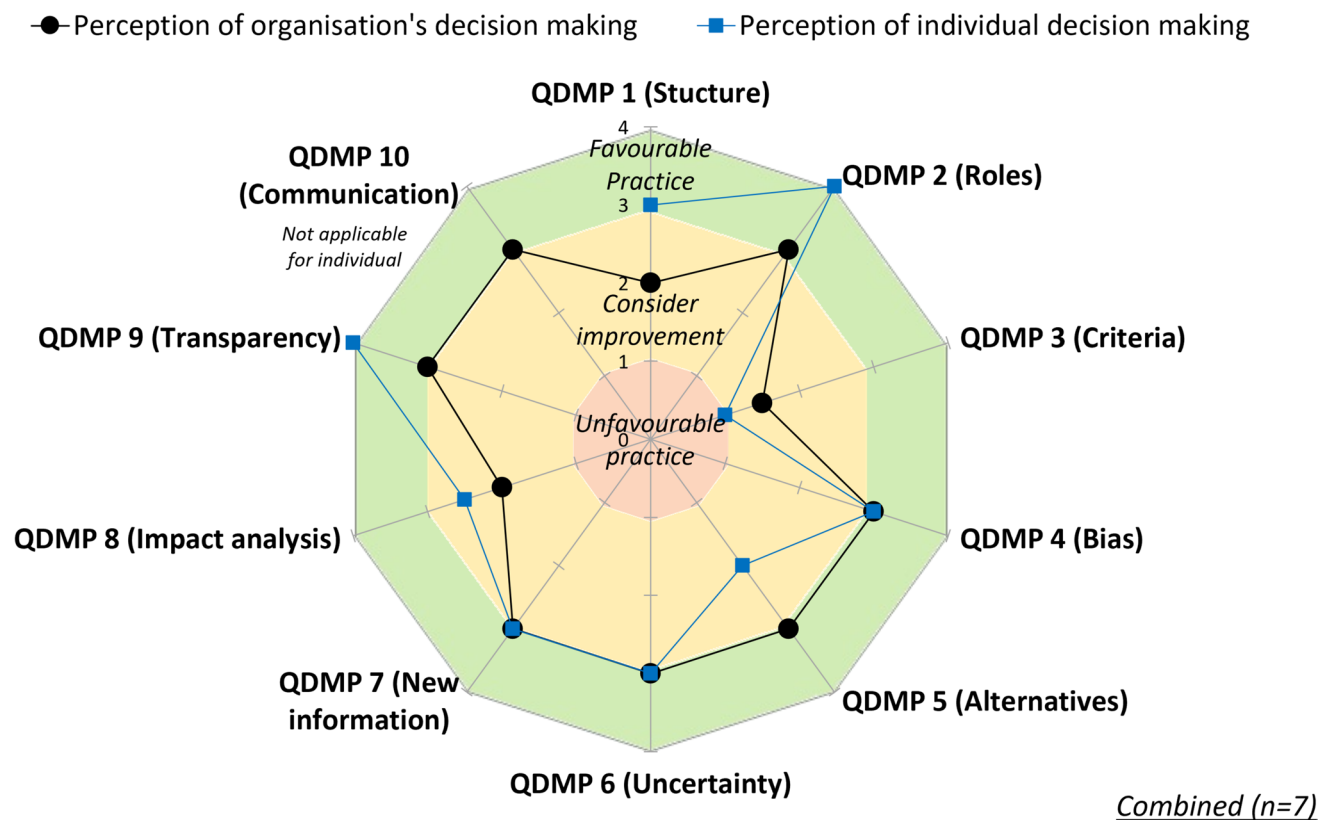 Perception of organisation's decision making
Perception of individual decision making
QDMP 1 (Stucture)
4
Favourable
Practice
3
2
Consider
improvement
1
Unfavourable
0
practice
QDMP 2 (Roles)
QDMP 3 (Criteria)
QDMP 4 (Bias)
QDMP 5 (Alternatives)
QDMP 6 (Uncertainty)
QDMP 7 (New
information)
QDMP 8 (Impact analysis)
QDMP 9 (Transparency)
QDMP 10
(Communication)
Not applicable
for individual
Combined (n=7)